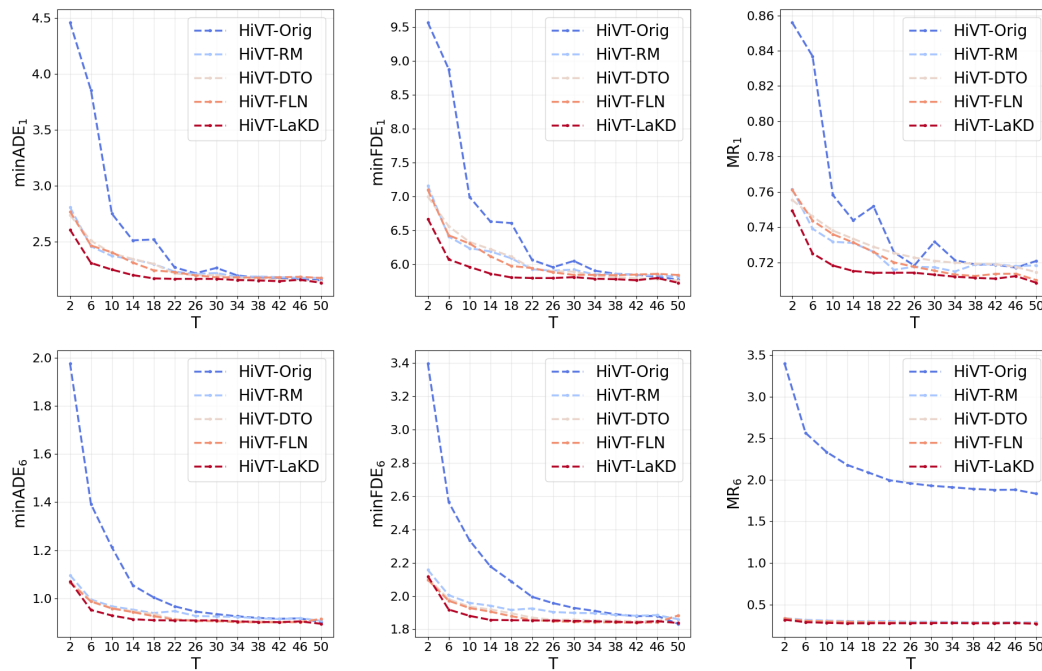 4.5
4.0
3.5
3.0
2.5
minADE₁
HiVT-Orig
HiVT-RM
HiVT-DTO
HiVT-FLN
HiVT-LaKD
2 6 10 14 18 22 26 30 34 38 42 46 50
T
9.5
9.0
8.5
8.0
7.5
7.0
6.5
6.0
minFDE₁
HiVT-Orig
HiVT-RM
HiVT-DTO
HiVT-FLN
HiVT-LaKD
2 6 10 14 18 22 26 30 34 38 42 46 50
T
0.86
0.84
0.82
0.80
0.78
0.76
0.74
0.72
MR₁
HiVT-Orig
HiVT-RM
HiVT-DTO
HiVT-FLN
HiVT-LaKD
2 6 10 14 18 22 26 30 34 38 42 46 50
T
2.0
1.8
1.6
1.4
1.2
1.0
minADE₆
HiVT-Orig
HiVT-RM
HiVT-DTO
HiVT-FLN
HiVT-LaKD
2 6 10 14 18 22 26 30 34 38 42 46 50
T
3.4
3.2
3.0
2.8
2.6
2.4
2.2
2.0
1.8
minFDE₆
HiVT-Orig
HiVT-RM
HiVT-DTO
HiVT-FLN
HiVT-LaKD
2 6 10 14 18 22 26 30 34 38 42 46 50
T
3.5
3.0
2.5
2.0
1.5
1.0
0.5
MR₆
HiVT-Orig
HiVT-RM
HiVT-DTO
HiVT-FLN
HiVT-LaKD
2 6 10 14 18 22 26 30 34 38 42 46 50
T